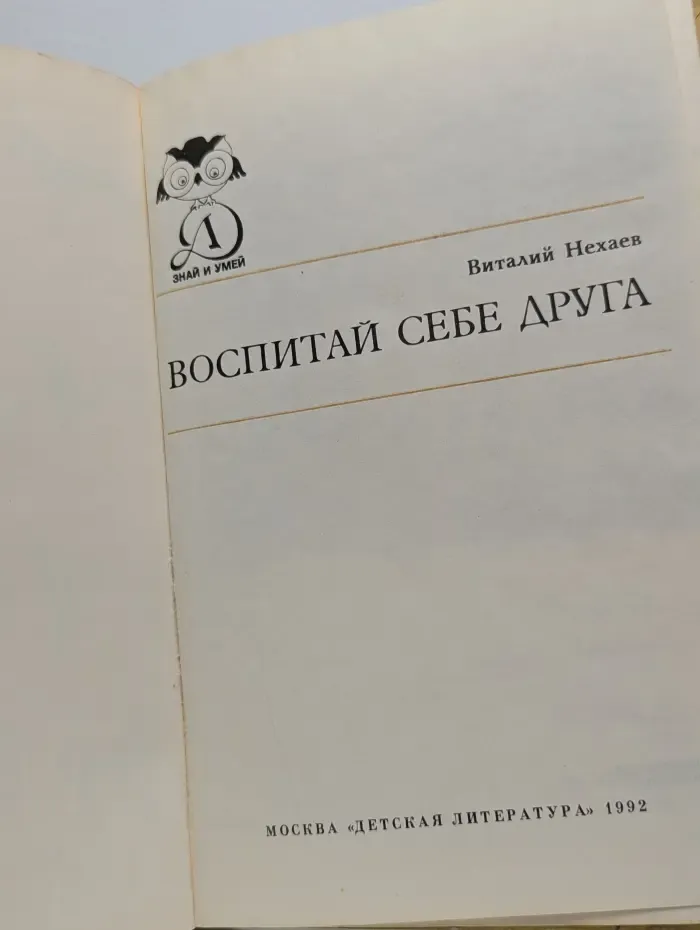 Д
ЗНАЙ И УМЕЙ
Виталий Нехаев
ВОСПИТАЙ СЕБЕ ДРУГА
МОСКВА «ДЕТСКАЯ ЛИТЕРАТУРА» 1992